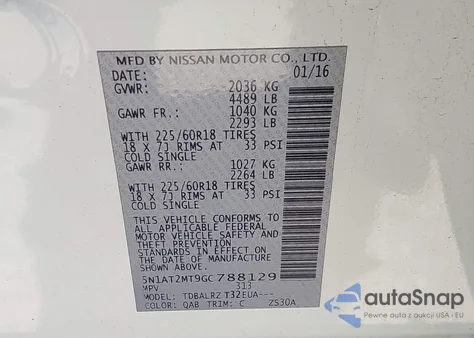 MFD BY NISSAN MOTOR CO., LTD.
DATE: 01/16
GVWR: 2036 KG
4489 LB
GAWR FR.: 1040 KG
2293 LB
WITH 225/60R18 TIRES
18 X 7J RIMS AT 33 PSI
COLD SINGLE
GAWR RR.: 1027 KG
2264 LB
WITH 225/60R18 TIRES
18 X 7J RIMS AT 33 PSI
COLD SINGLE
THIS VEHICLE CONFORMS TO
ALL APPLICABLE FEDERAL
MOTOR VEHICLE SAFETY
/THEFT PREVENTION
STANDARDS IN EFFECT ON
THE DATE OF MANUFACTURE
SHOWN ABOVE.
5N1AT2MT9GC788129
MPV 313
MODEL: TDBALRZ T32EUA---
COLOR: QAB TRIM: C ZS30A
autoSnap
Pewne auta z aukcji USA i EU